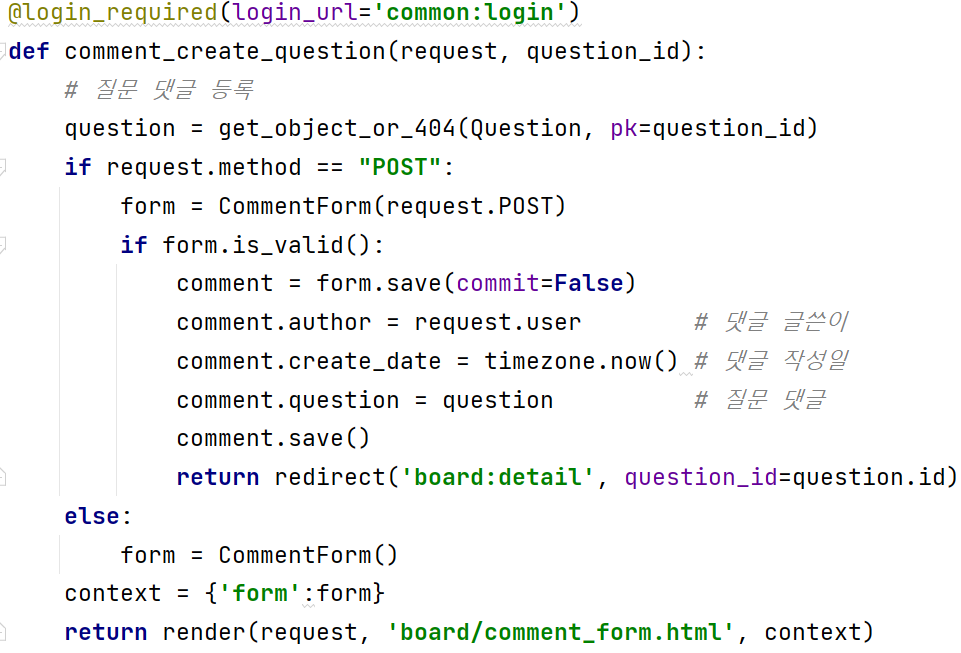 @login_required(login_url='common:login')
def comment_create_question(request, question_id):
    # 질문 댓글 등록
    question = get_object_or_404(Question, pk=question_id)
    if request.method == "POST":
        form = CommentForm(request.POST)
        if form.is_valid():
            comment = form.save(commit=False)
            comment.author = request.user        # 댓글 글쓴이
            comment.create_date = timezone.now() # 댓글 작성일
            comment.question = question          # 질문 댓글
            comment.save()
            return redirect('board:detail', question_id=question.id)
    else:
        form = CommentForm()
    context = {'form':form}
    return render(request, 'board/comment_form.html', context)